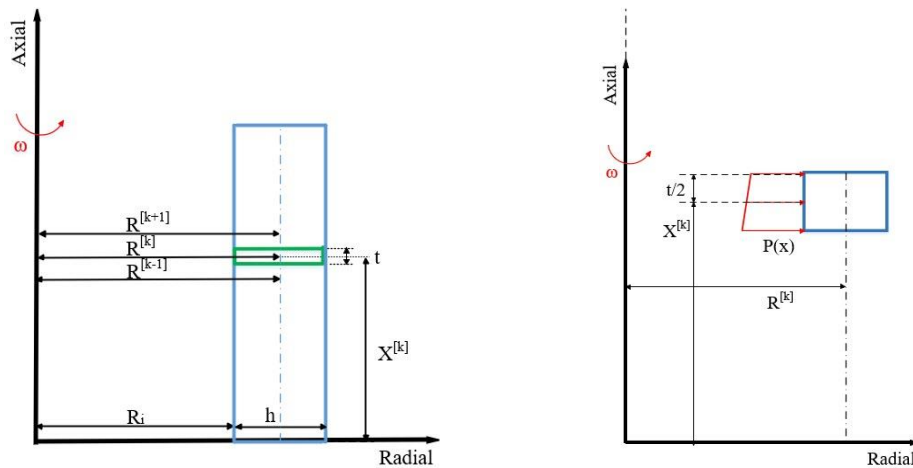 Axial
ω
R[k+1]
R[k]
R[k-1]
t
X[k]
Ri
h
Radial
Axial
ω
t/2
X[k]
P(x)
R[k]
Radial